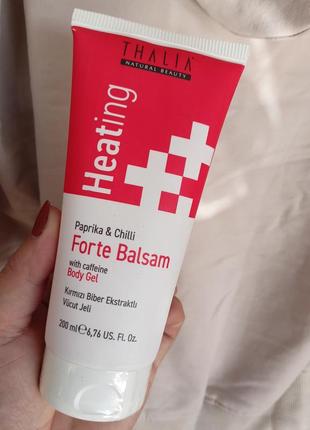 THALIA
NATURAL BEAUTY
Heating
Paprika & Chilli
Forte Balsam
with caffeine
Body Gel
Kırmızı Biber Ekstraktlı
Vücut Jeli
200 ml ℮ 6,76 US. Fl. Oz.